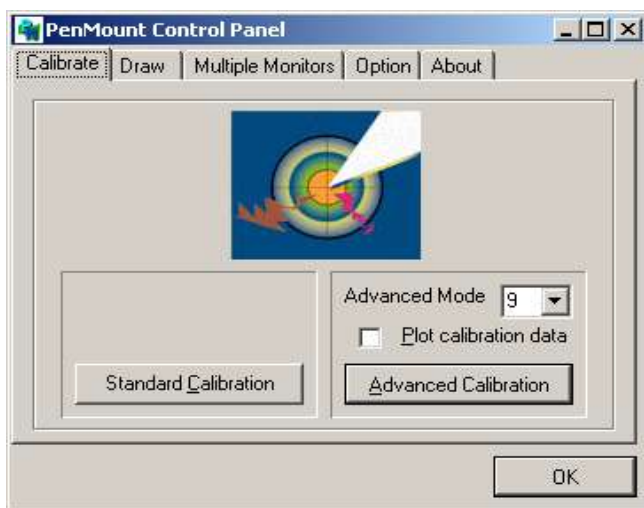 PenMount Control Panel
Calibrate Draw Multiple Monitors Option About
Advanced Mode 9
Plot calibration data
Standard Calibration Advanced Calibration
OK